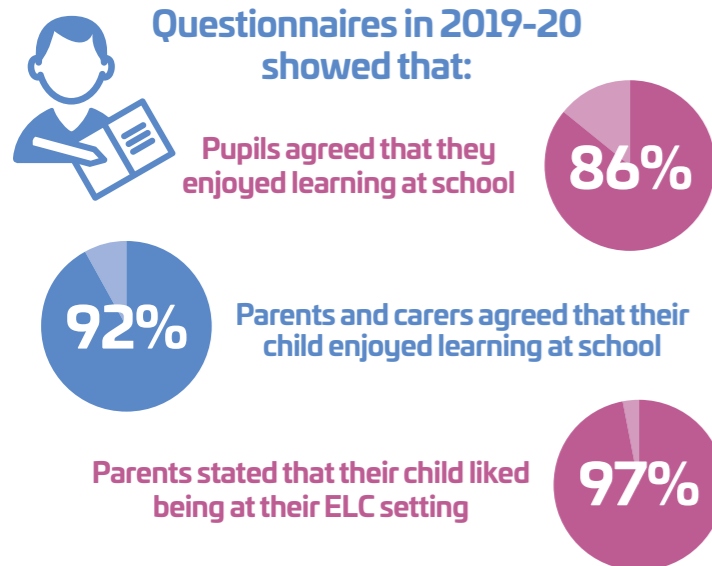 Questionnaires in 2019-20
showed that:
Pupils agreed that they
enjoyed learning at school
86%
92%
Parents and carers agreed that their
child enjoyed learning at school
Parents stated that their child liked
being at their ELC setting
97%